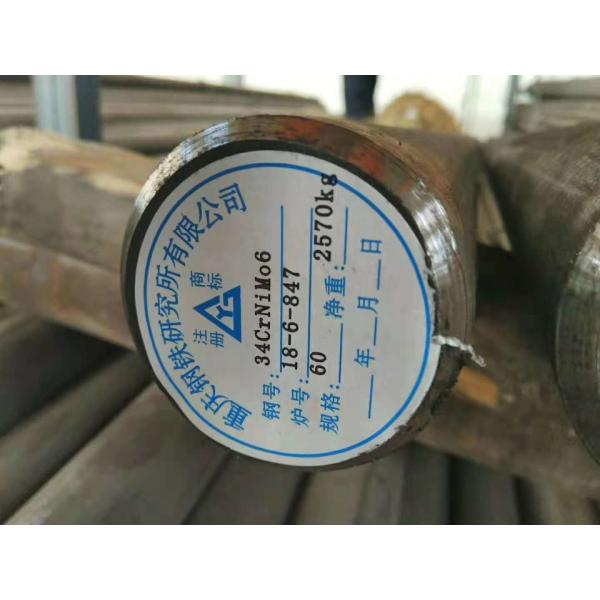 重庆钢铁研究所有限公司
注册 商标
钢号:34CrNiMo6
炉号:18-6-847
规格:60 净重:2570kg
年 月 日